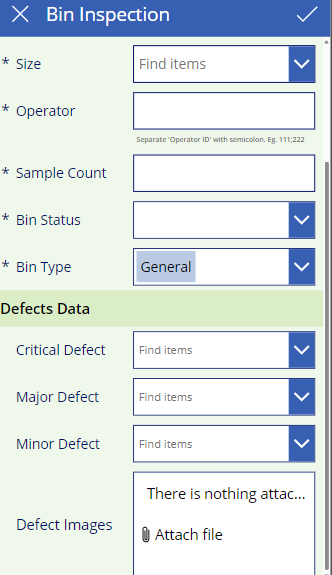 Bin Inspection
* Size
Find items
* Operator
Separate 'Operator ID' with semicolon. Eg. 111;222
* Sample Count
* Bin Status
* Bin Type
General
Defects Data
Critical Defect
Find items
Major Defect
Find items
Minor Defect
Find items
There is nothing attac...
Defect Images
Attach file